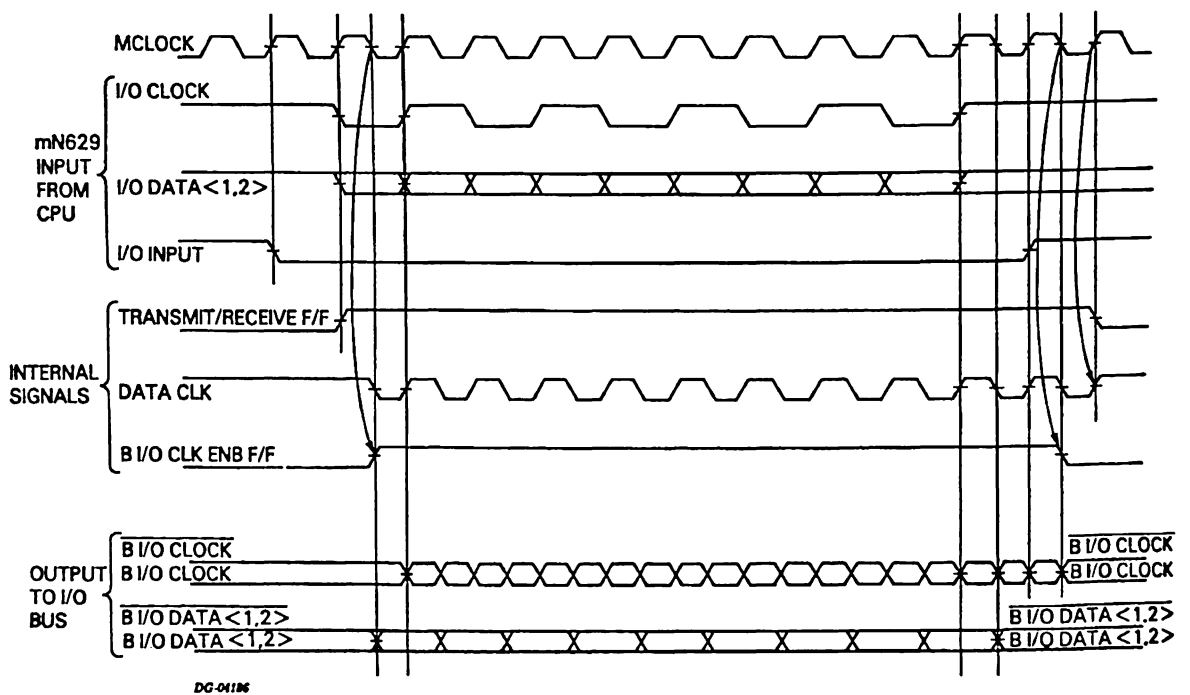 MCLOCK
I/O CLOCK
mN629
INPUT
FROM
CPU
I/O DATA<1,2>
I/O INPUT
TRANSMIT/RECEIVE F/F
INTERNAL
SIGNALS
DATA CLK
B I/O CLK ENB F/F
B I/O CLOCK
B I/O CLOCK
B I/O CLOCK
B I/O CLOCK
OUTPUT
TO I/O
BUS
B I/O DATA<1,2>
B I/O DATA<1,2>
B I/O DATA<1,2>
B I/O DATA<1,2>
DG-04186